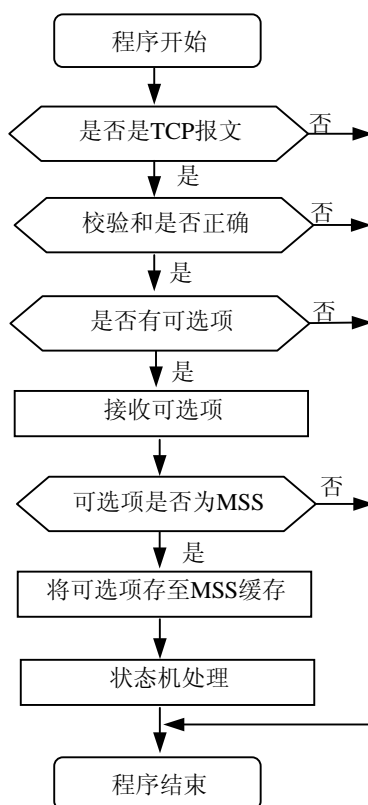 程序开始
是否是TCP报文
否
是
校验和是否正确
否
是
是否有可选项
否
是
接收可选项
可选项是否为MSS
否
是
将可选项存至MSS缓存
状态机处理
程序结束